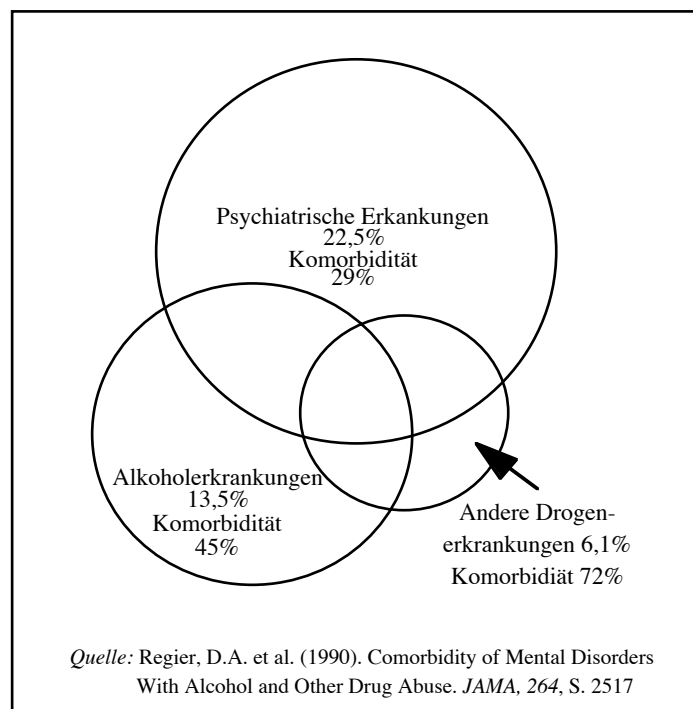 Psychiatrische Erkankungen
22,5%
Komorbidität
29%
Alkoholerkrankungen
13,5%
Komorbidität
45%
Andere Drogen-
erkrankungen 6,1%
Komorbidiät 72%
Quelle: Regier, D.A. et al. (1990). Comorbidity of Mental Disorders
With Alcohol and Other Drug Abuse. JAMA, 264, S. 2517